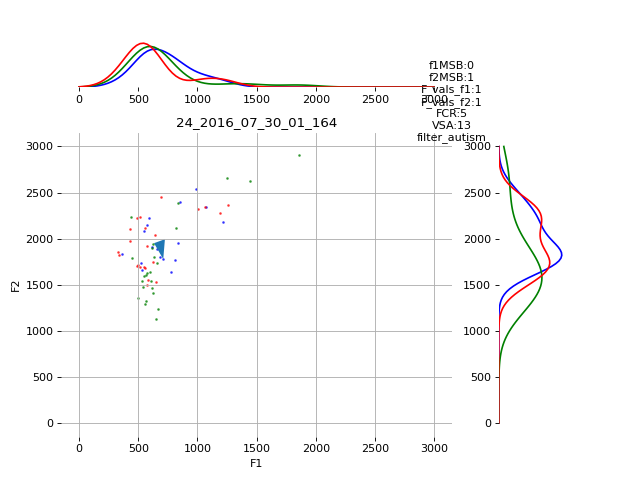 f1MSB:0
f2MSB:1
F_vals_f1:1
F_vals_f2:1
FCR:5
VSA:13
filter_autism
0 500 1000 1500 2000 2500 3000
24_2016_07_30_01_164
3000 3000
2500 2500
2000 2000
1500 1500
1000 1000
500 500
0 0
F2
0 500 1000 1500 2000 2500 3000
F1